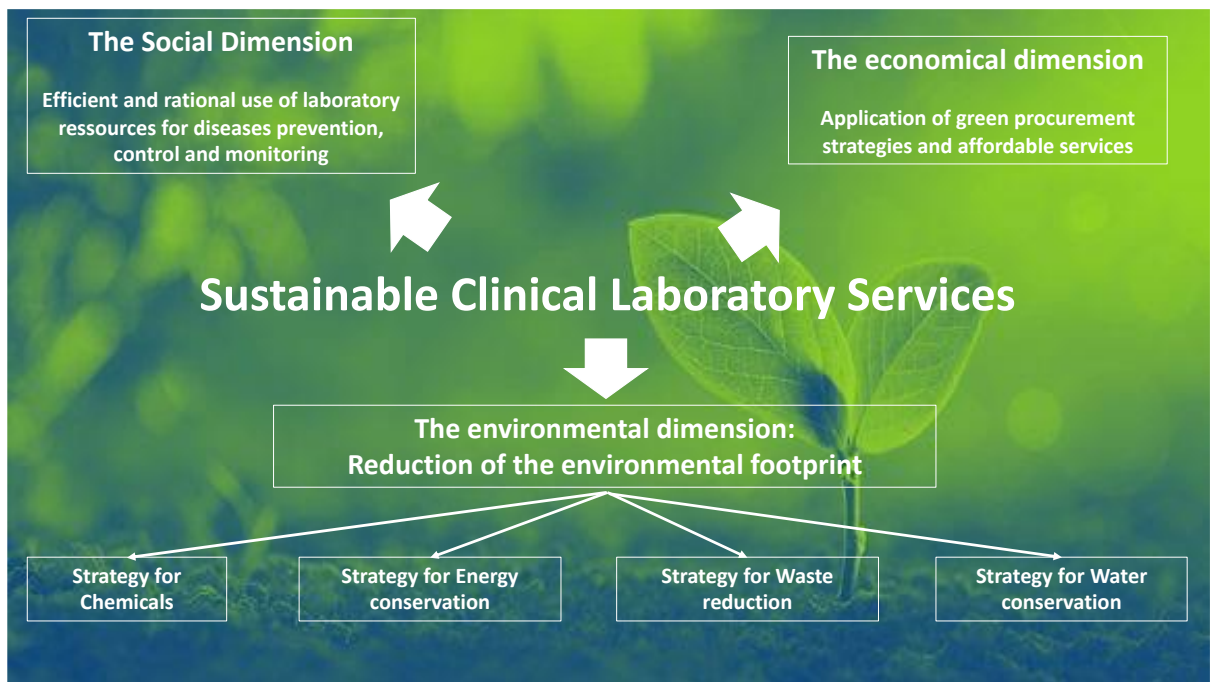 The Social Dimension
Efficient and rational use of laboratory
ressources for diseases prevention,
control and monitoring
The economical dimension
Application of green procurement
strategies and affordable services
Sustainable Clinical Laboratory Services
The environmental dimension:
Reduction of the environmental footprint
Strategy for
Chemicals
Strategy for Energy
conservation
Strategy for Waste
reduction
Strategy for Water
conservation